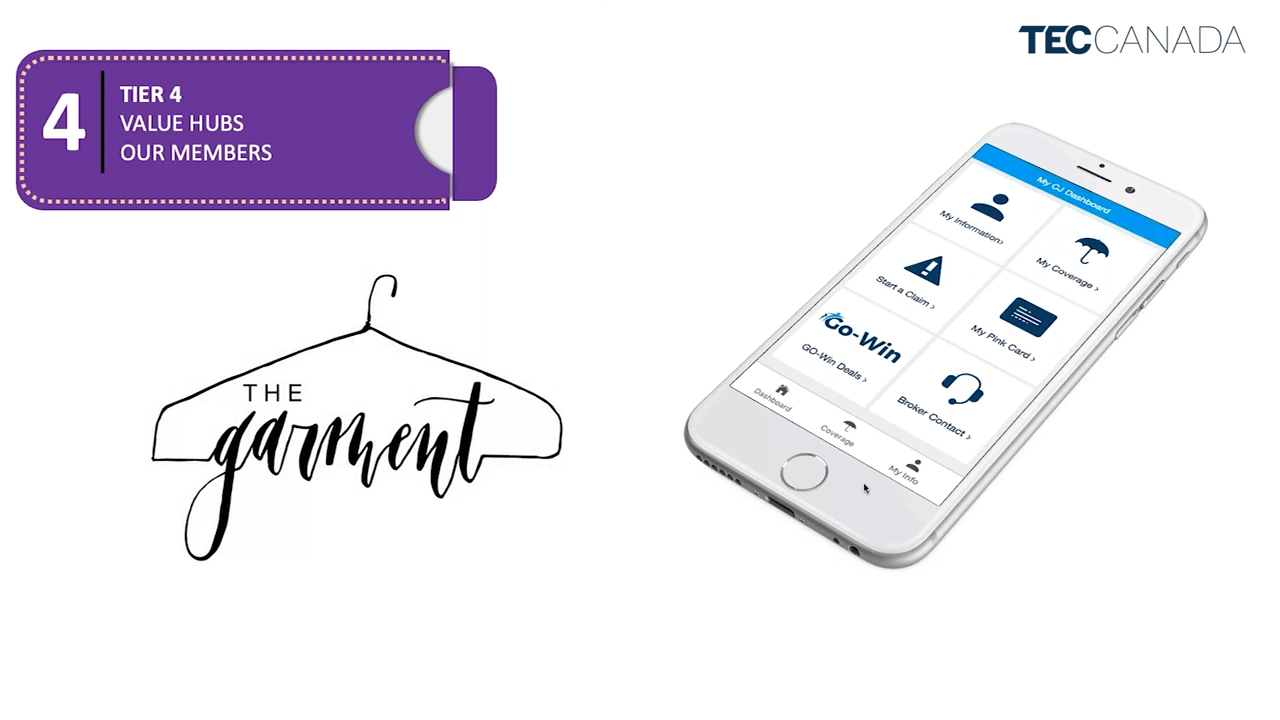 TECCANADA
4
TIER 4
VALUE HUBS
OUR MEMBERS
THE
garment
My CJ Dashboard
My Information ›
My Coverage ›
Start a Claim ›
My Pink Card ›
Go-Win
GO-Win Deals ›
Broker Contact ›
Dashboard
Coverage
My Info